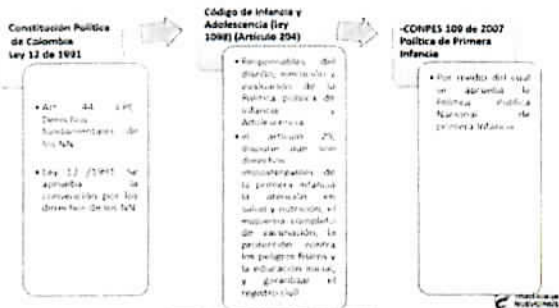 Constitución Política
de Colombia
Ley 12 de 1991
• Art 44 CPC
Derechos
fundamentales de
los NN
• Ley 12 /1991 Se
aprueba la
convención por los
derechos de los NN
Código de Infancia y
Adolescencia (ley
1098) (Artículo 204)
• Responsables del
diseño, ejecución y
evaluación de la
Política pública de
Infancia y
Adolescencia
• el artículo 29,
dispone que son
derechos
impostergables de
la primera infancia
la atención en
salud y nutrición, el
esquema completo
de vacunación, la
protección contra
los peligros físicos y
la educación inicial,
y garantizar el
registro civil
-CONPES 109 de 2007
Política de Primera
Infancia
• Por medio del cual
se aprueba la
Política Pública
Nacional de
primera Infancia